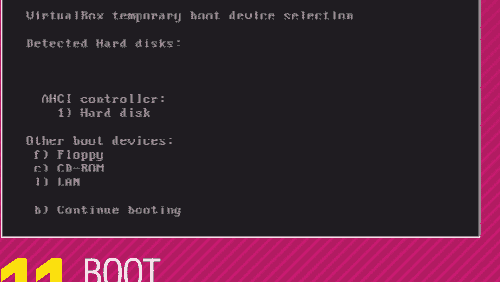 VirtualBox temporary boot device selection
Detected Hard disks:
AHCI controller:
1) Hard disk
Other boot devices:
f) Floppy
c) CD-ROM
l) LAN
b) Continue booting
11 BOOT